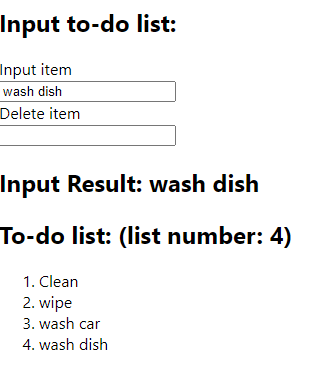 Input to-do list:
Input item
wash dish
Delete item
Input Result: wash dish
To-do list: (list number: 4)
1. Clean
2. wipe
3. wash car
4. wash dish